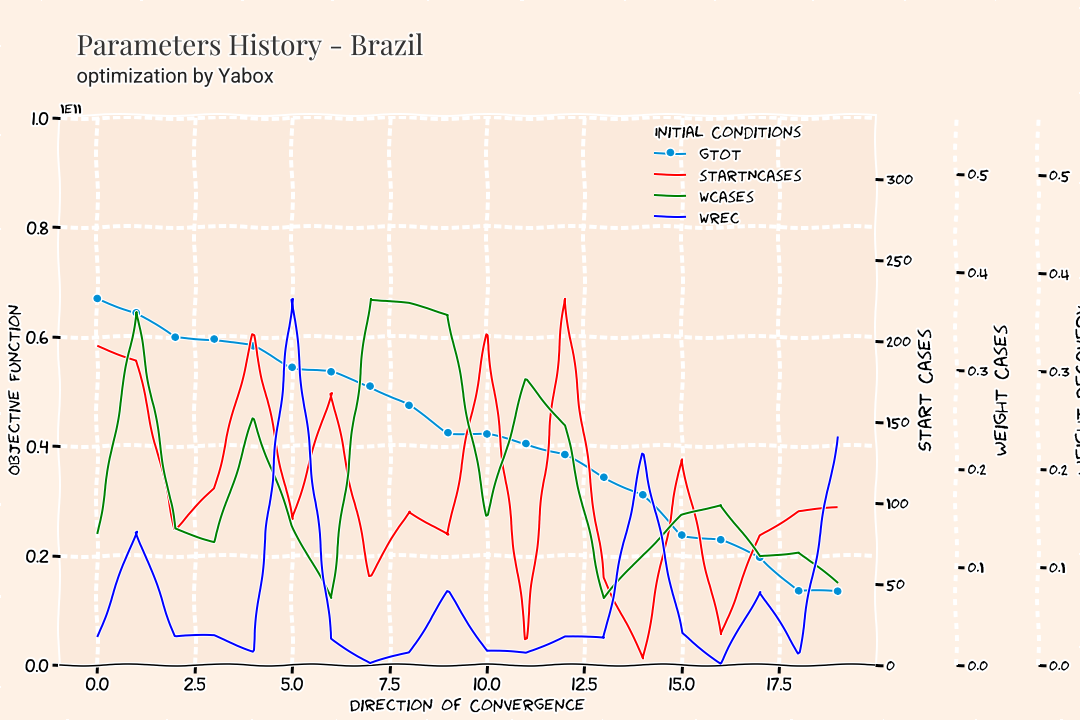 Parameters History - Brazil
optimization by Yabox
1E11
INITIAL CONDITIONS
GTOT
STARTNCASES
WCASES
WREC
1.0
0.8
0.6
0.4
0.2
0.0
OBJECTIVE FUNCTION
0.0 2.5 5.0 7.5 10.0 12.5 15.0 17.5
DIRECTION OF CONVERGENCE
300
250
200
150
100
50
0
START CASES
0.5
0.4
0.3
0.2
0.1
0.0
WEIGHT CASES
0.5
0.4
0.3
0.2
0.1
0.0